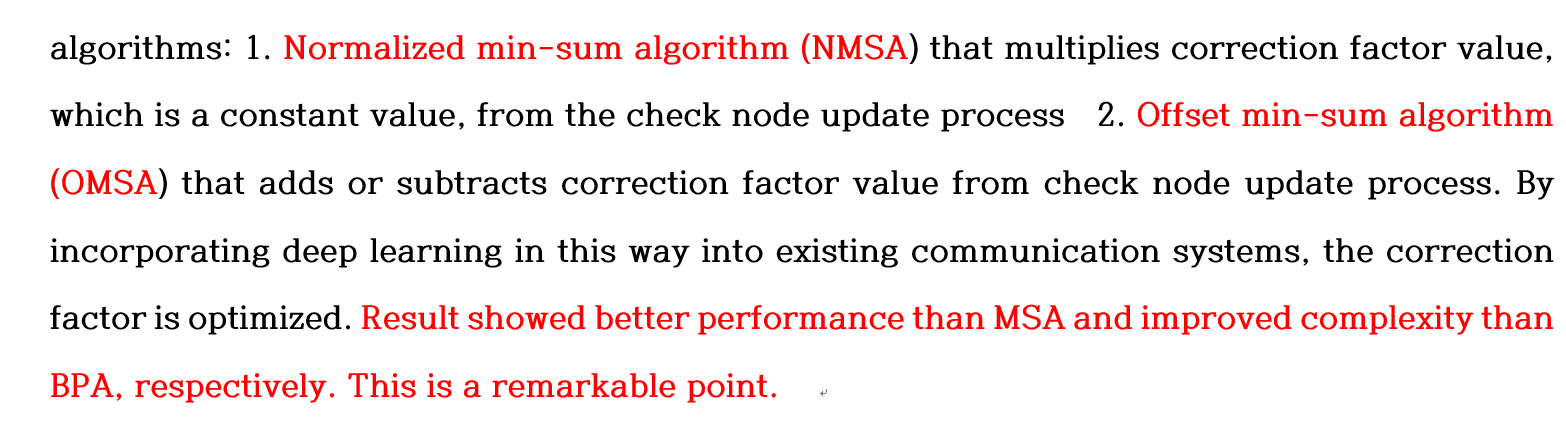 algorithms: 1. Normalized min-sum algorithm (NMSA) that multiplies correction factor value,
which is a constant value, from the check node update process 2. Offset min-sum algorithm
(OMSA) that adds or subtracts correction factor value from check node update process. By
incorporating deep learning in this way into existing communication systems, the correction
factor is optimized. Result showed better performance than MSA and improved complexity than
BPA, respectively. This is a remarkable point.